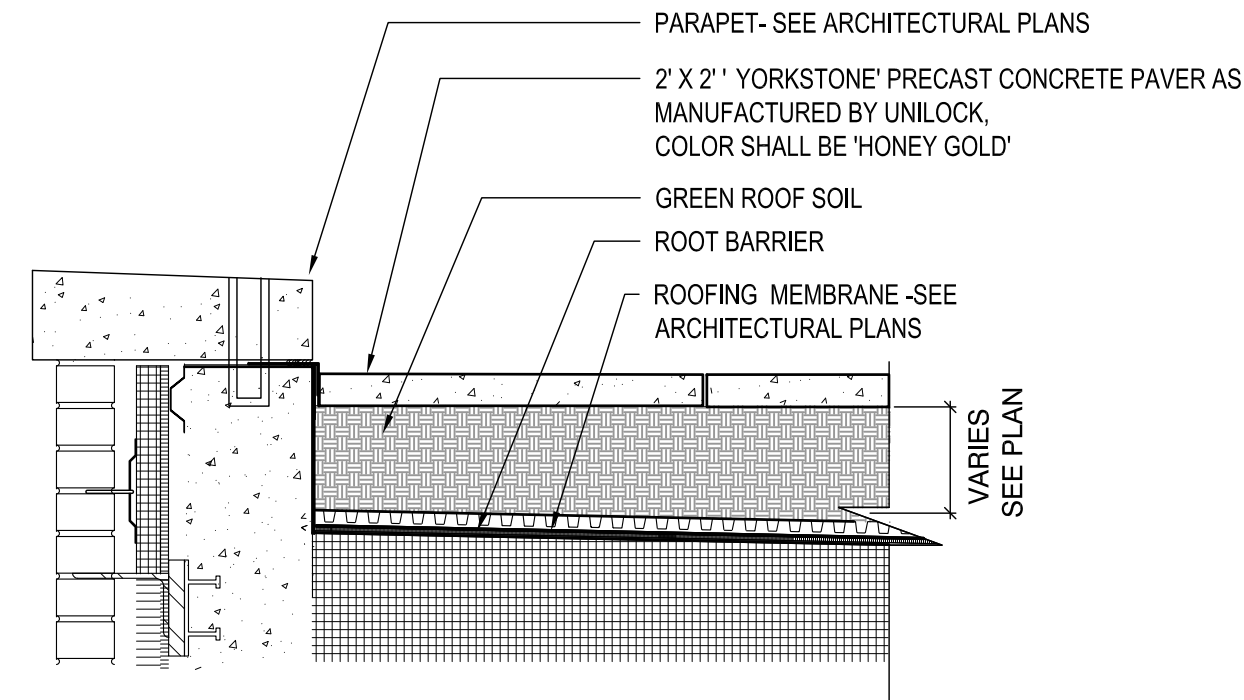 PARAPET- SEE ARCHITECTURAL PLANS
2' X 2' ' YORKSTONE' PRECAST CONCRETE PAVER AS
MANUFACTURED BY UNILOCK,
COLOR SHALL BE 'HONEY GOLD'
GREEN ROOF SOIL
ROOT BARRIER
ROOFING MEMBRANE -SEE
ARCHITECTURAL PLANS
VARIES
SEE PLAN